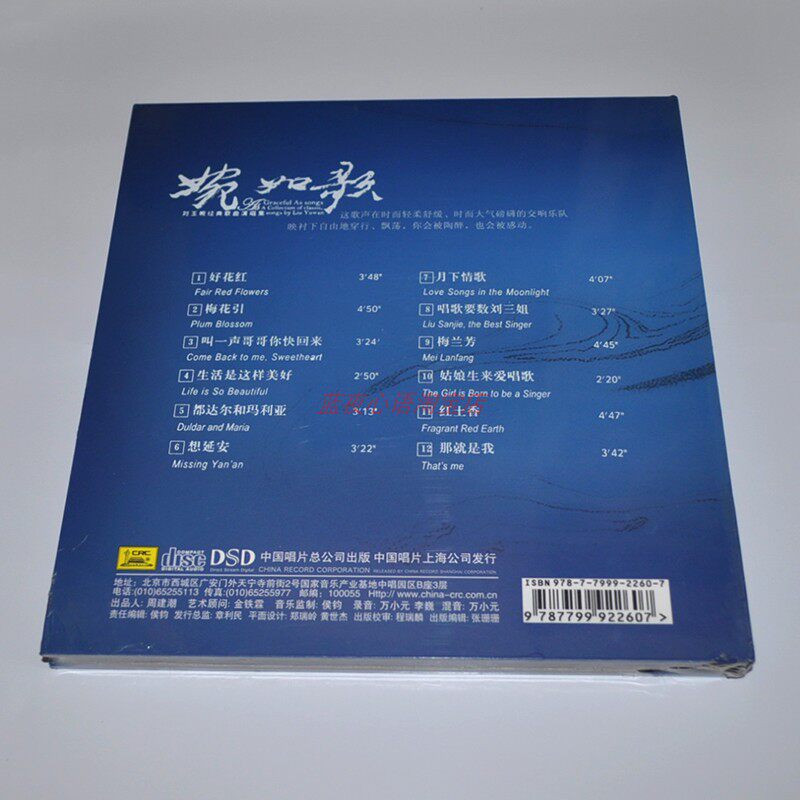 婉如歌
Graceful As songs
A Collection of classic
刘玉婉经典歌曲演唱集 songs by Liu Yuwan
这歌声在时而轻柔舒缓、时而大气磅礴的交响乐队
映衬下自由地穿行、飘荡，你会被陶醉，也会被感动。
1 好花红 3'48"
Fair Red Flowers
2 梅花引 4'50"
Plum Blossom
3 叫一声哥哥你快回来 3'24'
Come Back to me, Sweetheart
4 生活是这样美好 2'50"
Life is So Beautiful
5 都达尔和玛利亚 3'13"
Duldar and Maria
6 想延安 3'22"
Missing Yan'an
7 月下情歌 4'07"
Love Songs in the Moonlight
8 唱歌要数刘三姐 3'27"
Liu Sanjie, the Best Singer
9 梅兰芳 4'45"
Mei Lanfang
10 姑娘生来爱唱歌 2'20"
The Girl is Born to be a Singer
11 红土香 4'47"
Fragrant Red Earth
12 那就是我 3'42"
That's me
CRC COMPACT disc DIGITAL AUDIO DSD Direct Stream Digital 中国唱片总公司出版 中国唱片上海公司发行
CHINA RECORD CORPORATION RELEASED BY CHINA RECORD SHANGHAI CORPORATION
地址：北京市西城区广安门外天宁寺前街2号国家音乐产业基地中唱园区B座3层
电话:(010)65255113 传真:(010)65255977 邮编：100055 Http://www.china-crc.com.cn
出品人：周建潮 艺术顾问：金铁霖 音乐监制：侯钧 录音：万小元 李巍 混音：万小元
责任编辑：侯钧 发行总监：章利民 平面设计：郑瑞岭 黄世杰 出版校审：程瑞麟 出版编辑：张珊珊
ISBN 978-7-7999-2260-7
9 787799 922607 >